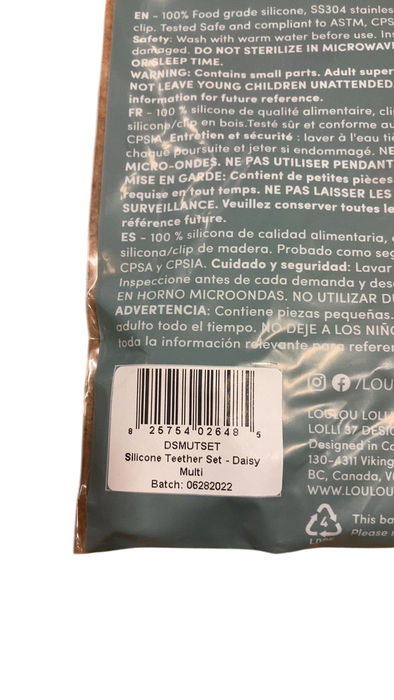 EN - 100% Food grade silicone, SS304 stainles
clip. Tested Safe and compliant to ASTM, CPS
Safety: Wash with warm water before use. In
damaged. DO NOT STERILIZE IN MICROWAV
OR SLEEP TIME.
WARNING: Contains small parts. Adult super
NOT LEAVE YOUNG CHILDREN UNATTENDED.
information for future reference.
FR - 100 % silicone de qualité alimentaire, cli
silicone/clip en bois.Testé sûr et conforme au
CPSIA. Entretien et sécurité : laver à l'eau ti
chaque poursuite et jeter si endommagé. NE
MICRO-ONDES. NE PAS UTILISER PENDANT
MISE EN GARDE: Contient de petites pièces
requise en tout temps. NE PAS LAISSER LES
SURVEILLANCE. Veuillez conserver toutes le
référence future.
ES - 100 % silicona de calidad alimentaria,
silicona/clip de madera. Probado como seg
CPSA y CPSIA. Cuidado y seguridad: Lavar
Inspeccione antes de cada demanda y des
EN HORNO MICROONDAS. NO UTILIZAR DU
ADVERTENCIA: Contiene piezas pequeñas.
adulto todo el tiempo. NO DEJE A LOS NIÑO
toda la información relevante para referen
/LOU
8 25754 02648 5
DSMUTSET
Silicone Teether Set - Daisy
Multi
Batch: 06282022
LOULOU LOLLI
LOLLI 37 DESIG
Designed in Ca
130-4311 Viking
BC, Canada, V
WWW.LOULOU
4
LDPE
This ba
Please